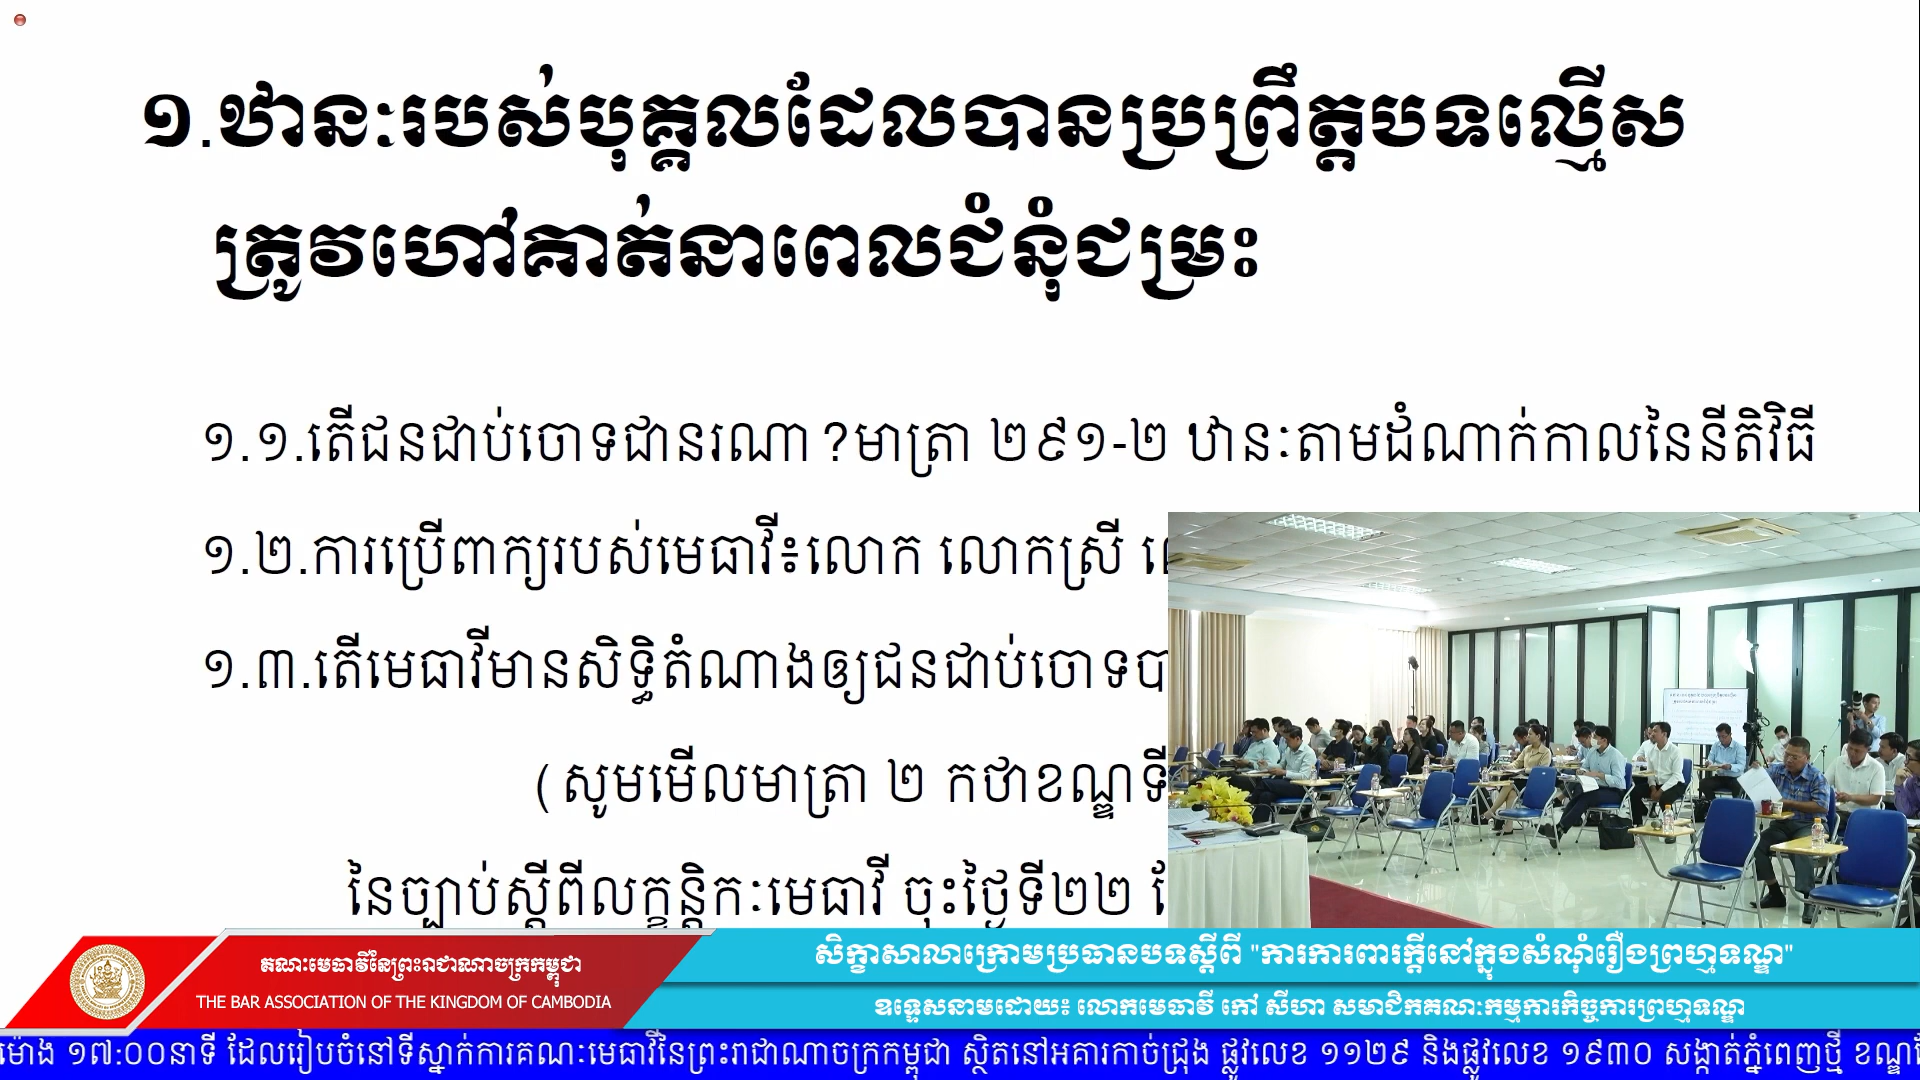 ១.ឋានៈរបស់បុគ្គលដែលបានប្រព្រឹត្តបទល្មើស
ត្រូវហៅគាត់នាពេលជំនុំជម្រះ
១.១.តើជនជាប់ចោទជានរណា?មាត្រា ២៩១-២ ឋានៈតាមដំណាក់កាលនៃនីតិវិធី
១.២.ការប្រើពាក្យរបស់មេធាវី៖លោក លោកស្រី
១.៣.តើមេធាវីមានសិទ្ធិតំណាងឲ្យជនជាប់ចោទ
(សូមមើលមាត្រា ២ កថាខណ្ឌទី
នៃច្បាប់ស្តីពីលក្ខន្តិកៈមេធាវី ចុះថ្ងៃទី២២
គណៈមេធាវីនៃព្រះរាជាណាចក្រកម្ពុជា
THE BAR ASSOCIATION OF THE KINGDOM OF CAMBODIA
សិក្ខាសាលាក្រោមប្រធានបទស្តីពី "ការការពារក្តីនៅក្នុងសំណុំរឿងព្រហ្មទណ្ឌ"
ឧទ្ទេសនាមដោយ៖ លោកមេធាវី កៅ សីហា សមាជិកគណៈកម្មការកិច្ចការព្រហ្មទណ្ឌ
ម៉ោង ១៧:០០នាទី ដែលរៀបចំនៅទីស្នាក់ការគណៈមេធាវីនៃព្រះរាជាណាចក្រកម្ពុជា ស្ថិតនៅអគារកាច់ជ្រុង ផ្លូវលេខ ១១២៩ និងផ្លូវលេខ ១៩៣០ សង្កាត់ភ្នំពេញថ្មី